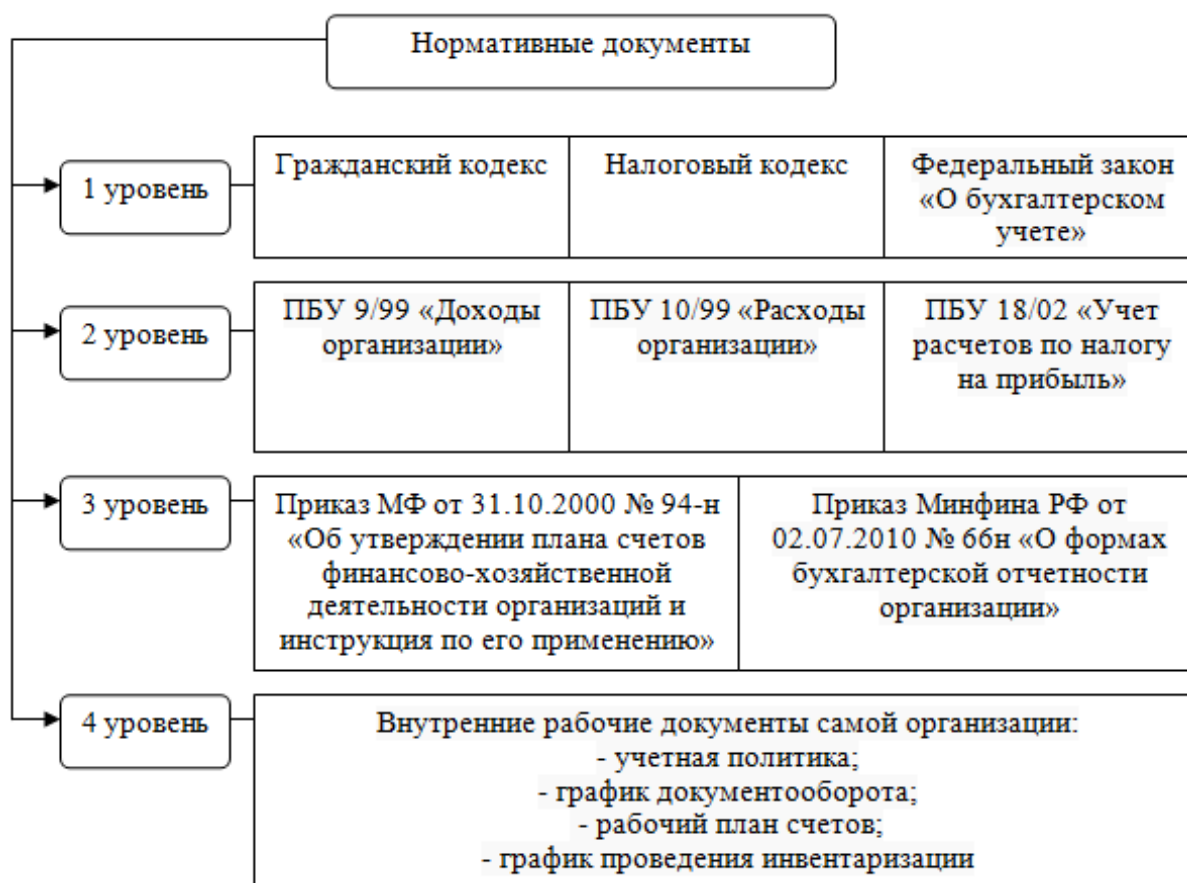 Нормативные документы
1 уровень
Гражданский кодекс
Налоговый кодекс
Федеральный закон
«О бухгалтерском
учете»
2 уровень
ПБУ 9/99 «Доходы
организации»
ПБУ 10/99 «Расходы
организации»
ПБУ 18/02 «Учет
расчетов по налогу
на прибыль»
3 уровень
Приказ МФ от 31.10.2000 № 94-н
«Об утверждении плана счетов
финансово-хозяйственной
деятельности организаций и
инструкция по его применению»
Приказ Минфина РФ от
02.07.2010 № 66н «О формах
бухгалтерской отчетности
организации»
4 уровень
Внутренние рабочие документы самой организации:
- учетная политика;
- график документооборота;
- рабочий план счетов;
- график проведения инвентаризации